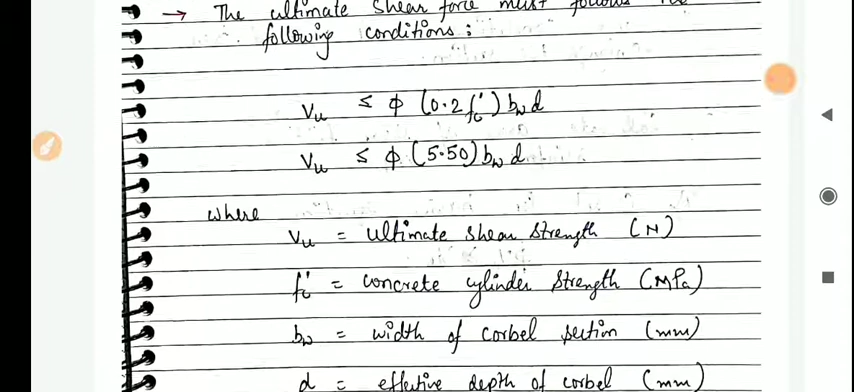 → The ultimate shear force must follows the
following conditions:
Vu ≤ ϕ (0.2 fc') bw d
Vu ≤ ϕ (5.50) bw d
where
Vu = ultimate shear strength (N)
fc' = concrete cylinder strength (MPa)
bw = width of corbel section (mm)
d = effective depth of corbel (mm)